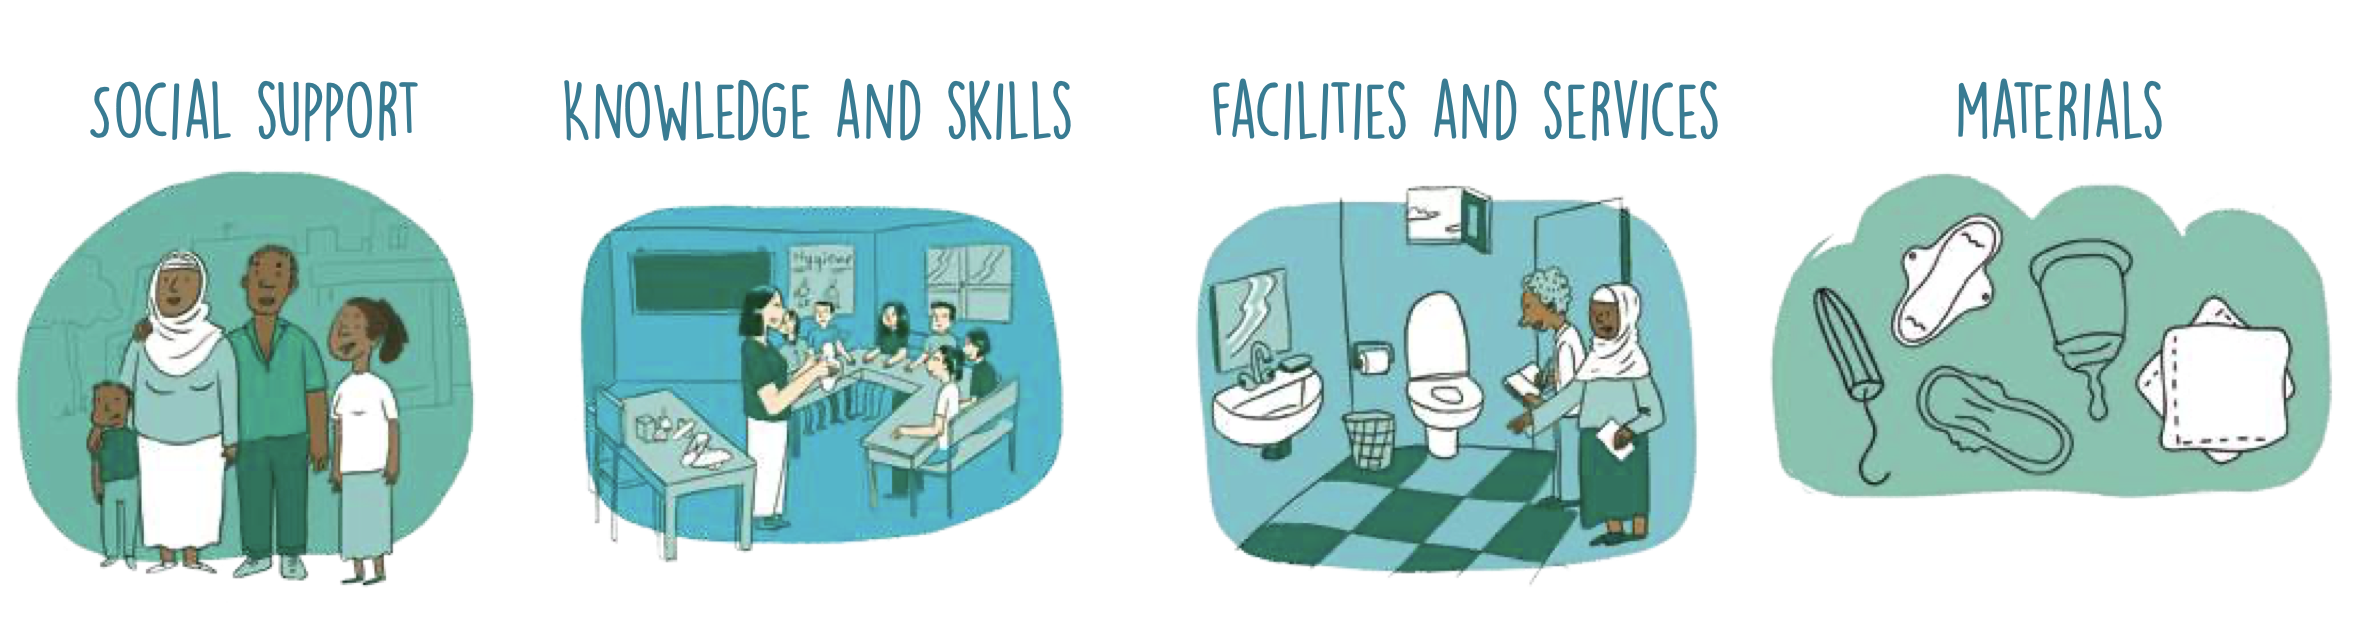 SOCIAL SUPPORT
KNOWLEDGE AND SKILLS
FACILITIES AND SERVICES
MATERIALS
Hygiene